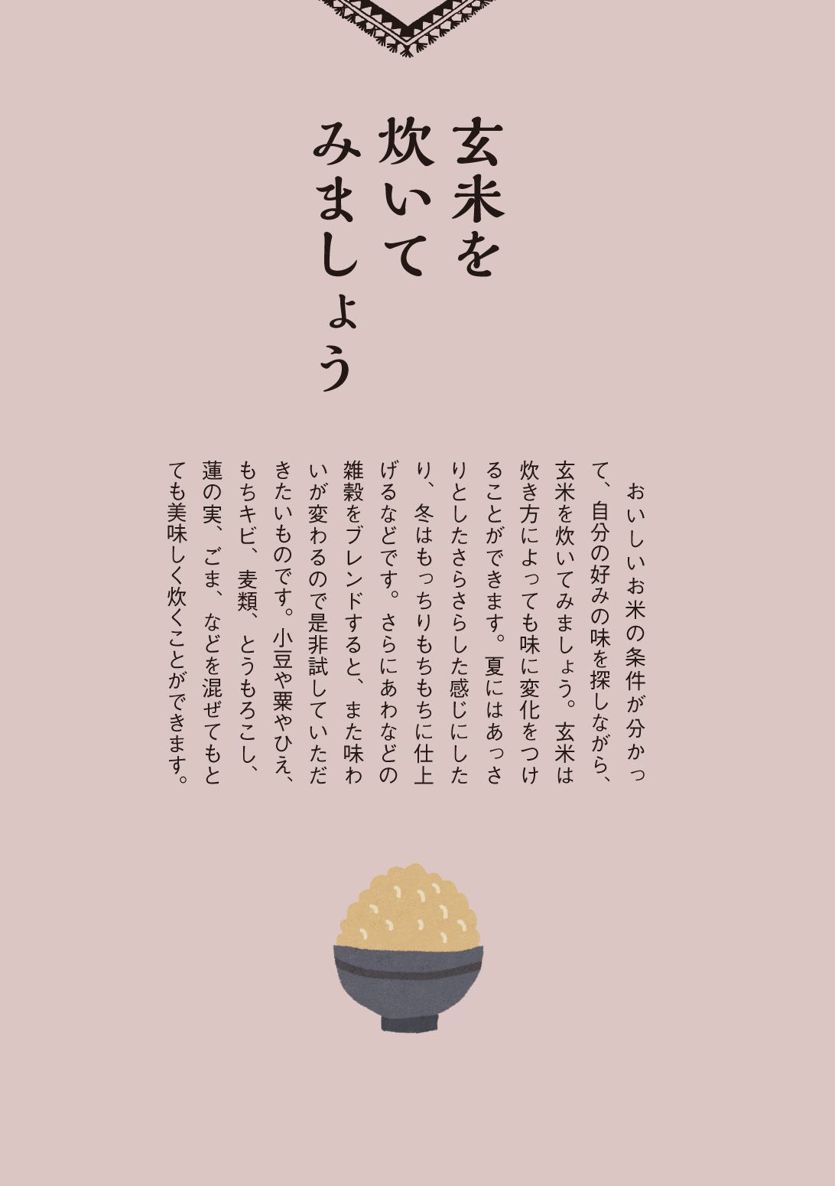 玄米を
炊いて
みましょう
おいしいお米の条件が分かっ
て、自分の好みの味を探しながら、
玄米を炊いてみましょう。玄米は
炊き方によっても味に変化をつけ
ることができます。夏にはあっさ
りとしたさらさらした感じにした
り、冬はもっちりもちもちに仕上
げるなどです。さらにあわなどの
雑穀をブレンドすると、また味わ
いが変わるので是非試していただ
きたいものです。小豆や粟やひえ、
もちキビ、麦類、とうもろこし、
蓮の実、ごま、などを混ぜてもと
ても美味しく炊くことができます。